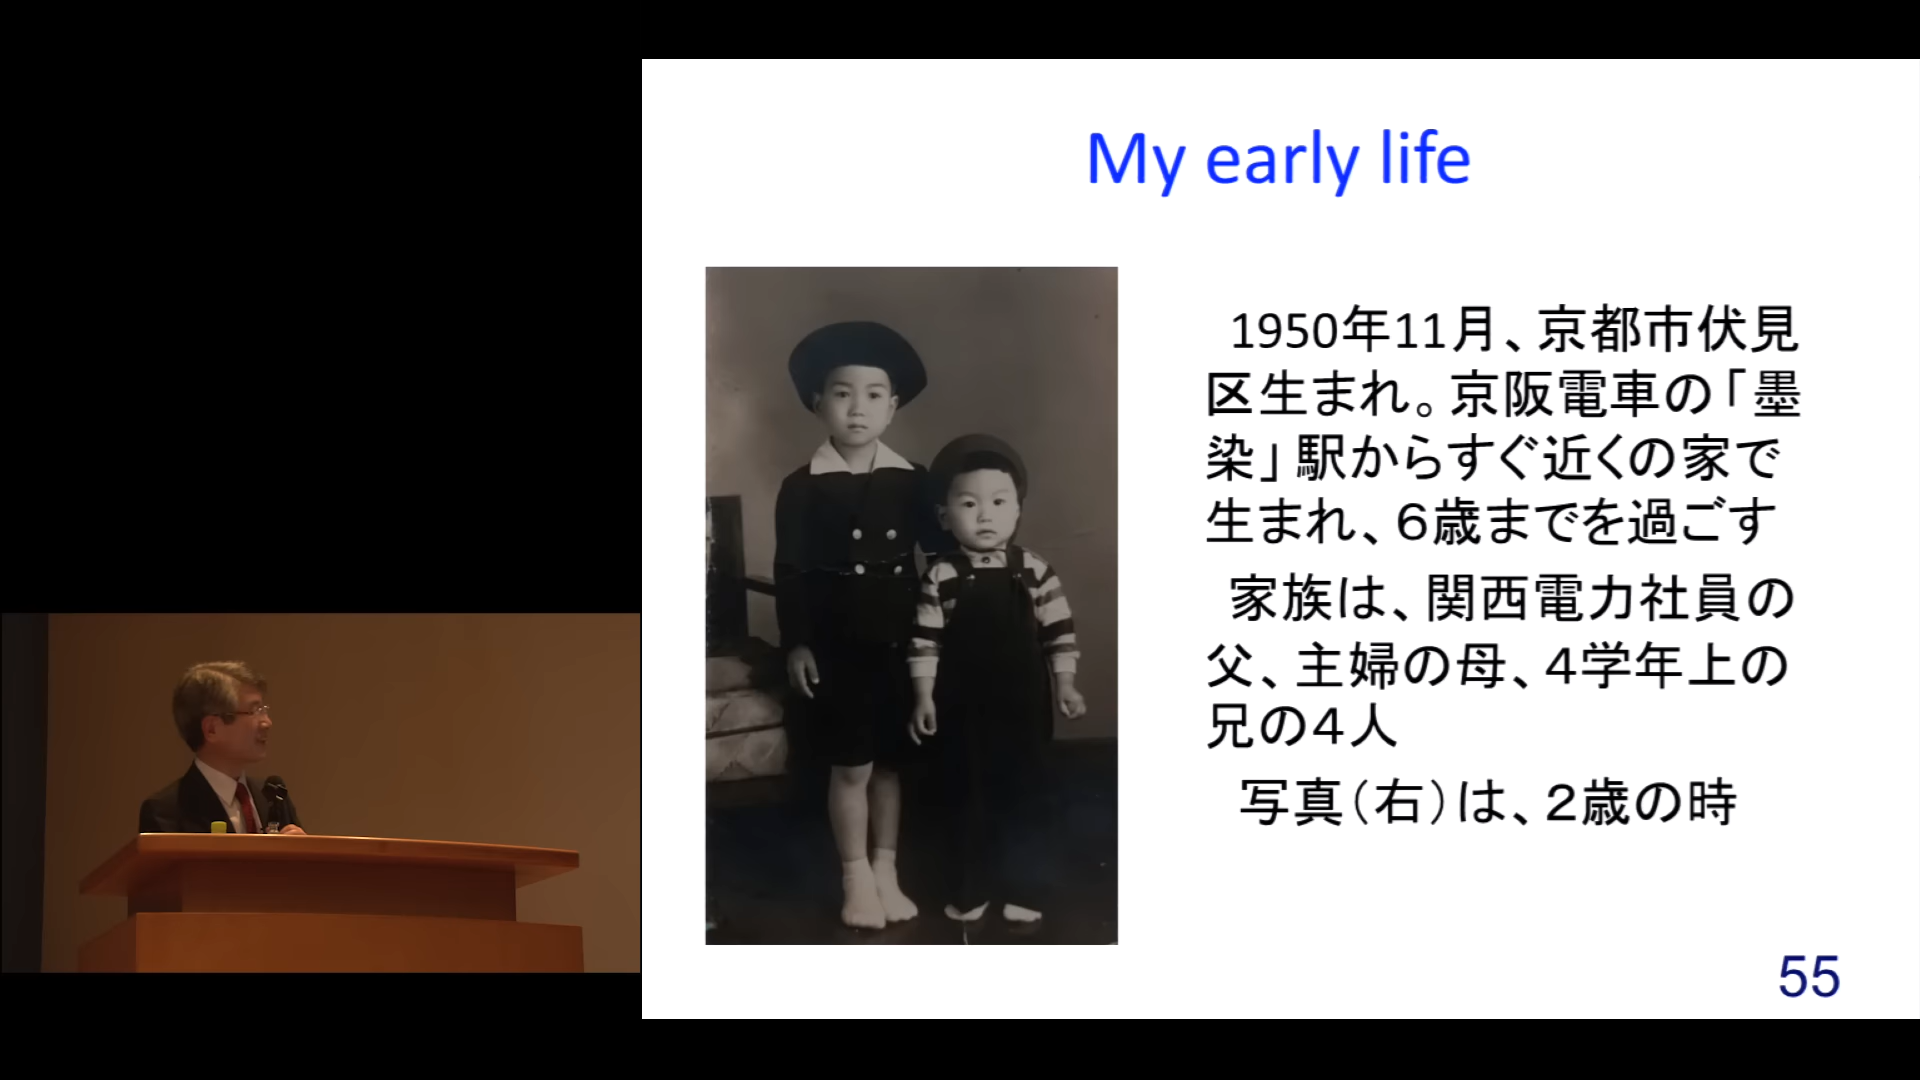 My early life
1950年11月、京都市伏見
区生まれ。京阪電車の「墨
染」駅からすぐ近くの家で
生まれ、６歳までを過ごす
家族は、関西電力社員の
父、主婦の母、４学年上の
兄の４人
写真（右）は、２歳の時
55